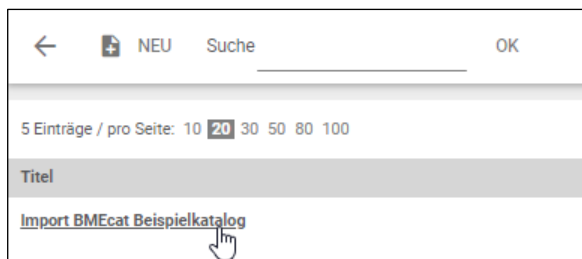 NEU Suche OK
5 Einträge / pro Seite: 10 20 30 50 80 100
Titel
Import BMEcat Beispielkatalog